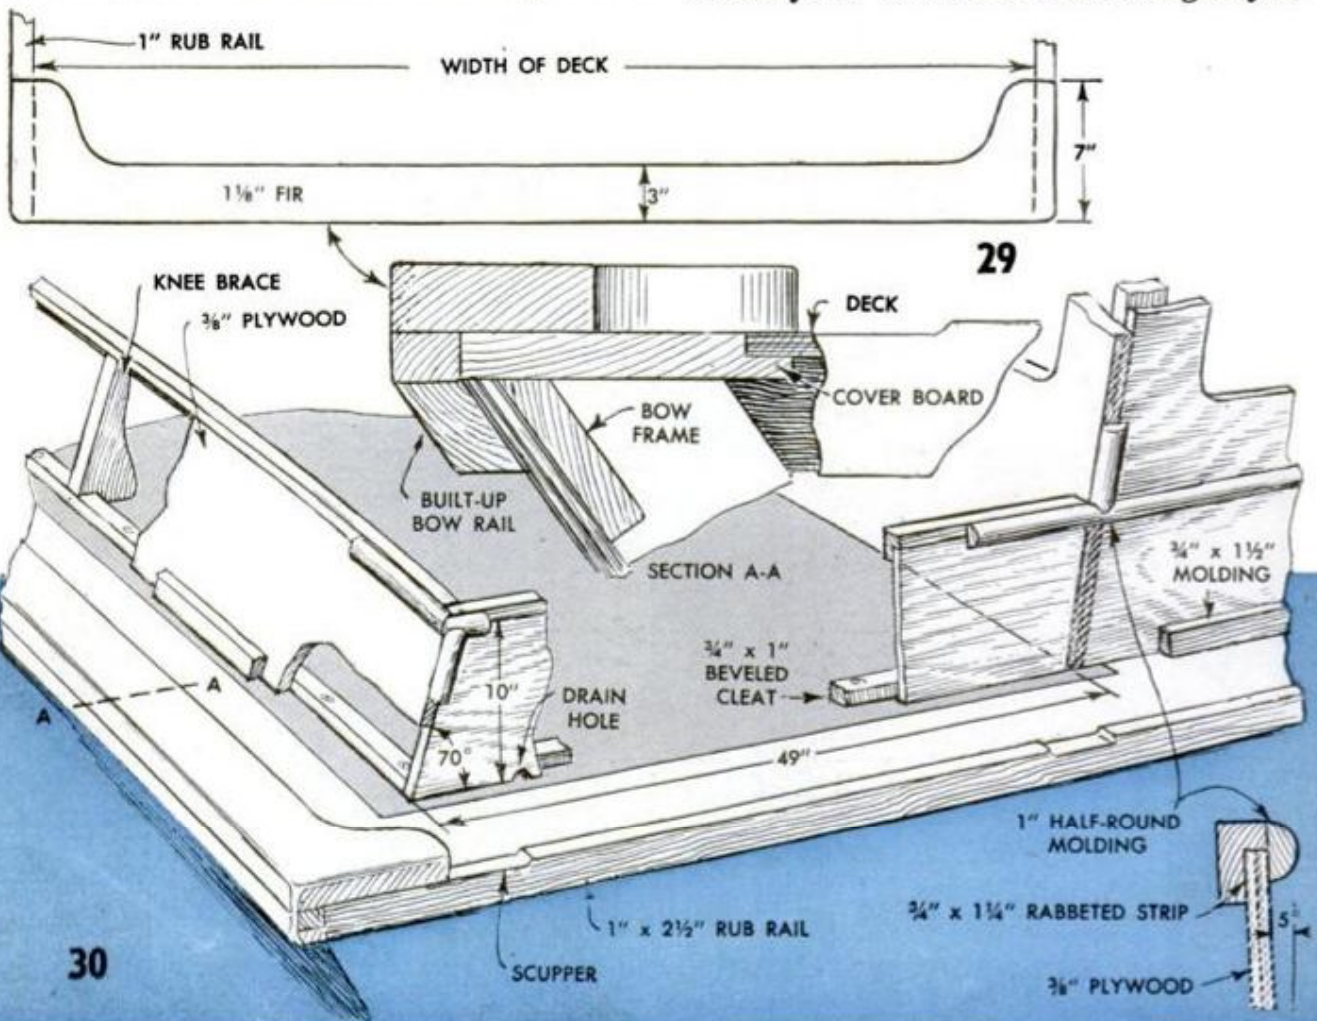 1" RUB RAIL
WIDTH OF DECK
7"
1⅛" FIR
3"
29
KNEE BRACE
⅜" PLYWOOD
DECK
COVER BOARD
BOW
FRAME
BUILT-UP
BOW RAIL
SECTION A-A
¾" x 1½"
MOLDING
¾" x 1"
BEVELED
CLEAT
A
A
10"
DRAIN
HOLE
70°
49"
1" HALF-ROUND
MOLDING
¾" x 1¼" RABBETED STRIP
5°
1" x 2½" RUB RAIL
SCUPPER
⅜" PLYWOOD
30